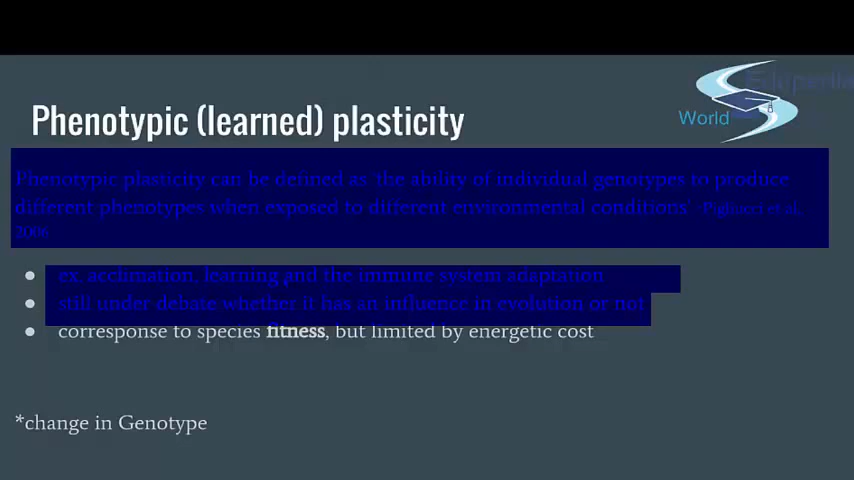 Edupedia
World
Phenotypic (learned) plasticity
Phenotypic plasticity can be defined as 'the ability of individual genotypes to produce
different phenotypes when exposed to different environmental conditions' -Pigliucci et al,
2006
ex. acclimation, learning and the immune system adaptation
still under debate whether it has an influence in evolution or not
corresponse to species fitness, but limited by energetic cost
*change in Genotype